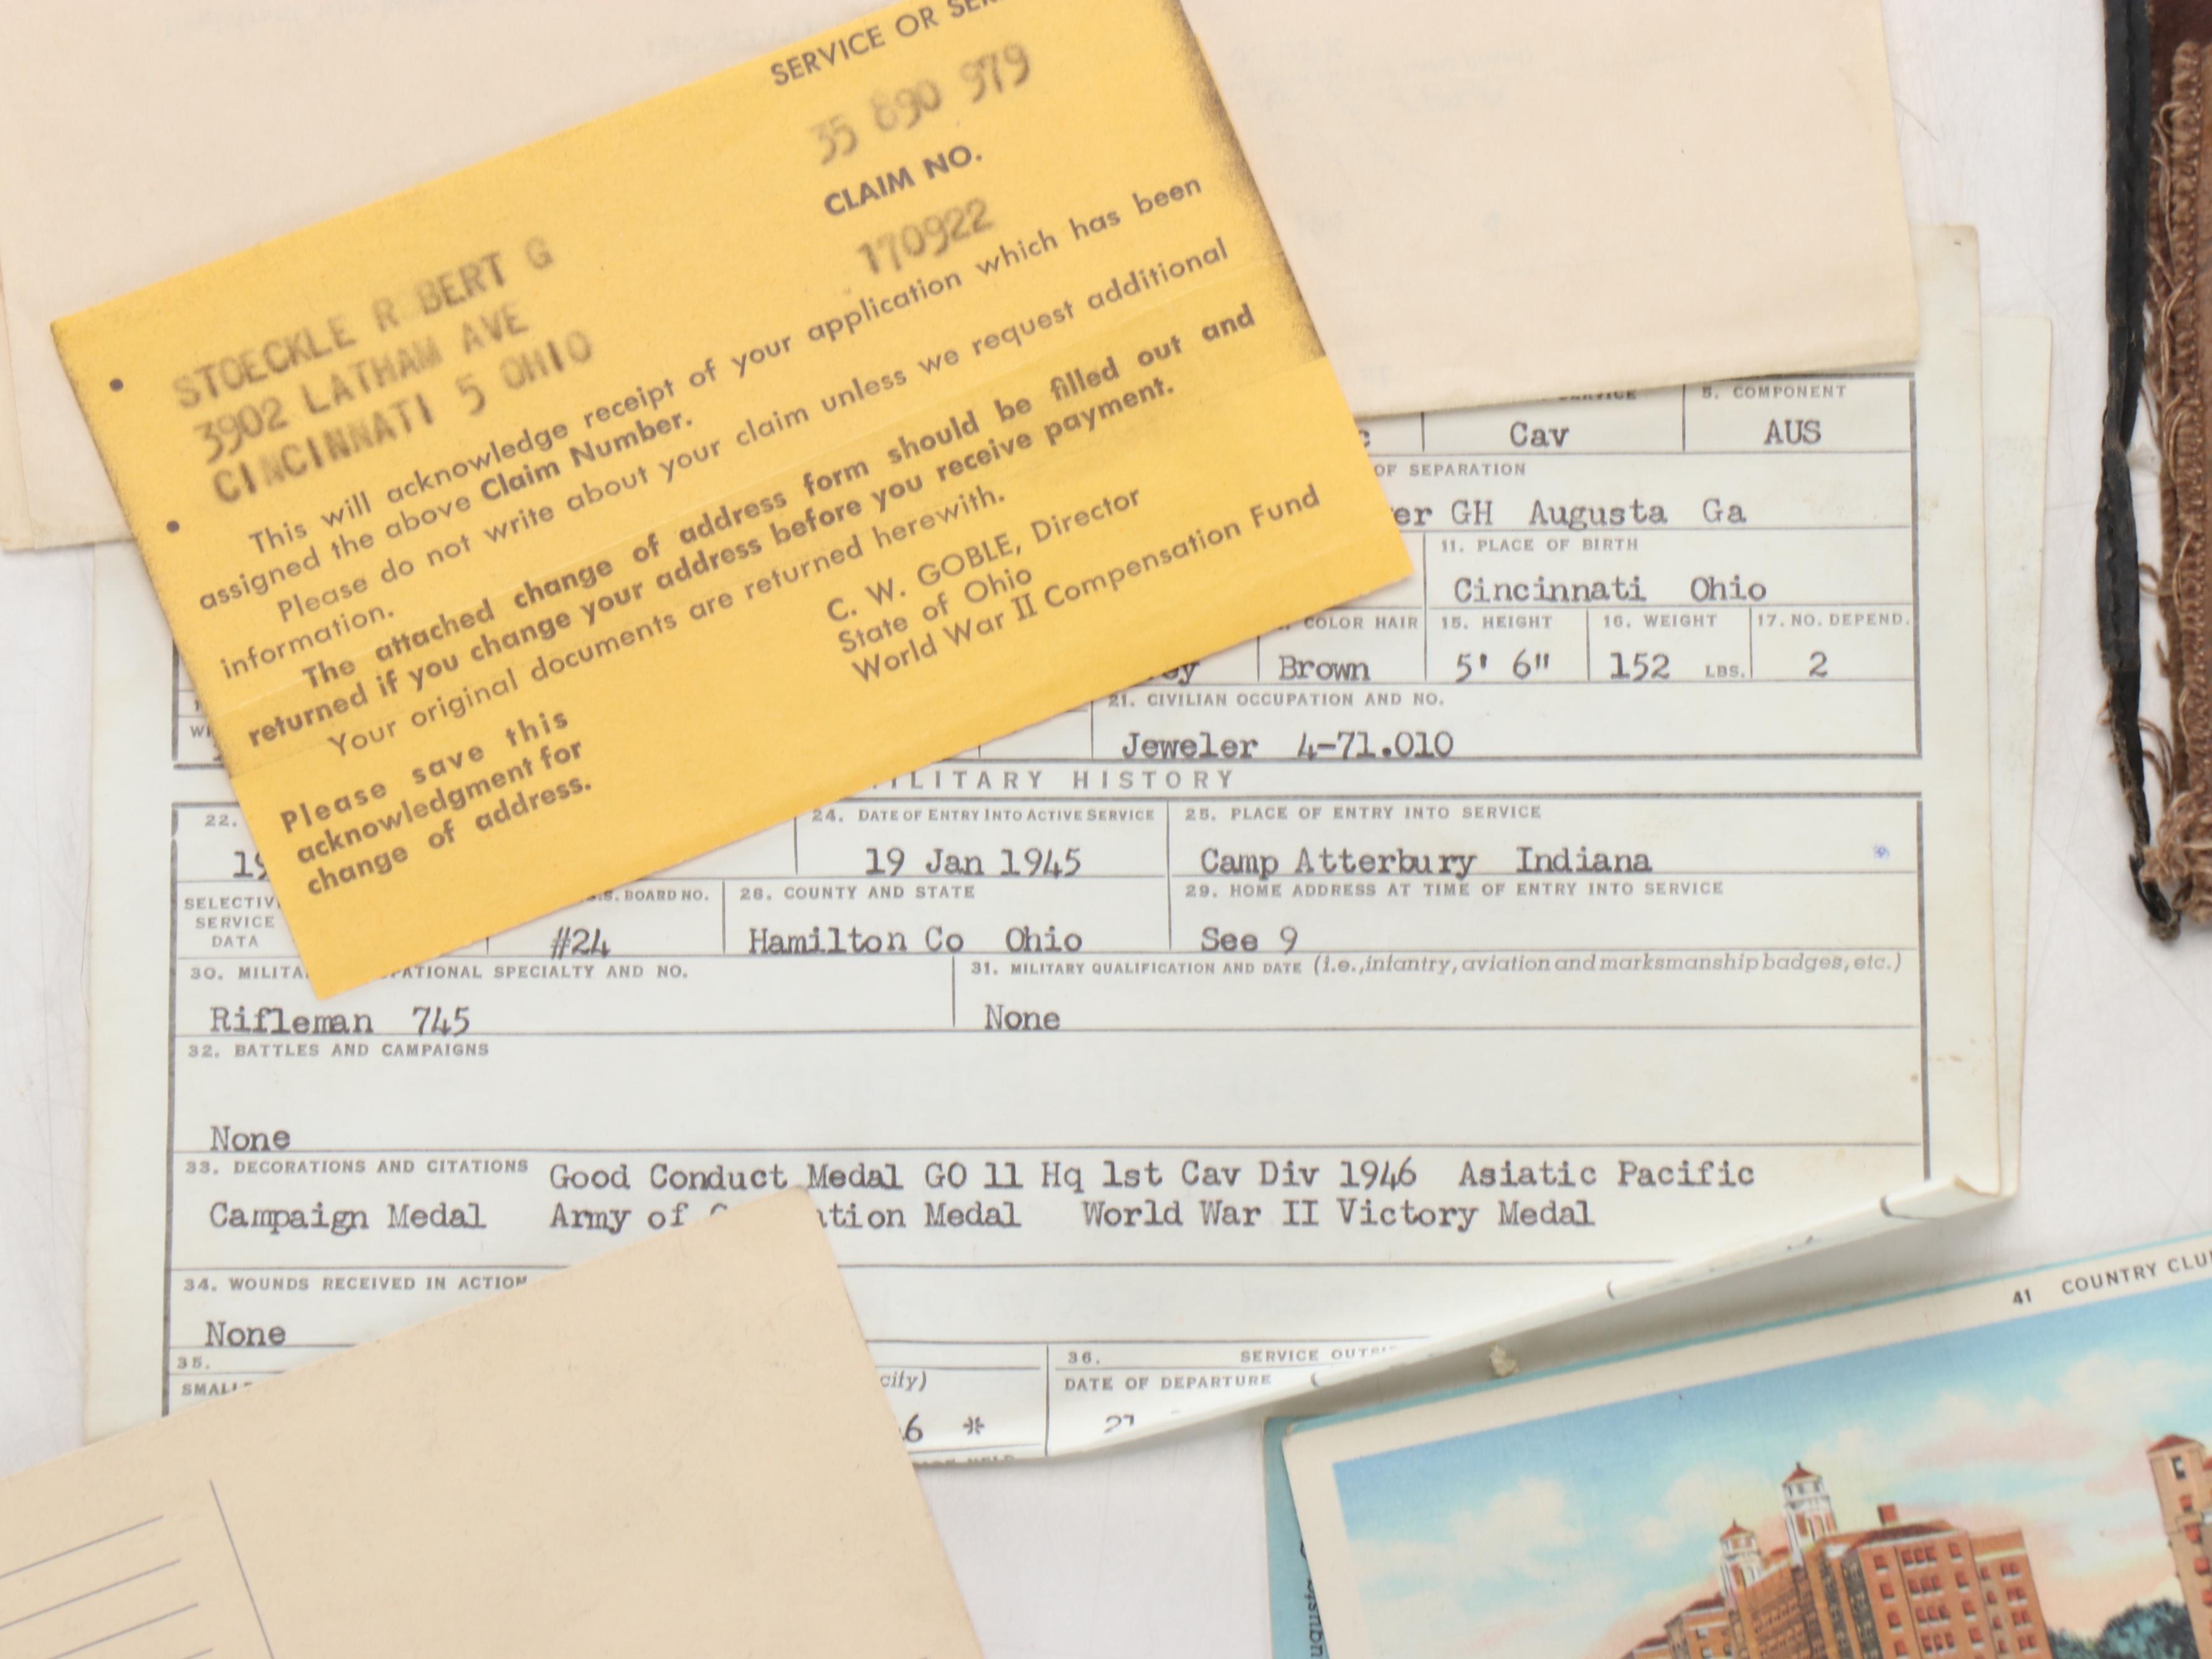 SERVICE OR
35 890 979
CLAIM NO.
170922
STOECKLE R BERT G
3902 LATHAM AVE
CINCINNATI 5 OHIO
This will acknowledge receipt of your application which has been
assigned the above Claim Number.
Please do not write about your claim unless we request additional
information.
The attached change of address form should be filled out and
returned if you change your address before you receive payment.
Your original documents are returned herewith.
C. W. GOBLE, Director
State of Ohio
World War II Compensation Fund
Please save this
acknowledgment for
change of address.
5. COMPONENT
Cav AUS
OF SEPARATION
GH Augusta Ga
11. PLACE OF BIRTH
Cincinnati Ohio
COLOR HAIR 15. HEIGHT 16. WEIGHT 17. NO. DEPEND.
Brown 5' 6" 152 LBS. 2
21. CIVILIAN OCCUPATION AND NO.
Jeweler 4-71.010
MILITARY HISTORY
22. 24. DATE OF ENTRY INTO ACTIVE SERVICE 25. PLACE OF ENTRY INTO SERVICE
19 Jan 1945 Camp Atterbury Indiana
SELECTIVE SERVICE DATA S.S. BOARD NO. 28. COUNTY AND STATE 29. HOME ADDRESS AT TIME OF ENTRY INTO SERVICE
#24 Hamilton Co Ohio See 9
30. SPECIALTY AND NO. 31. MILITARY QUALIFICATION AND DATE (i.e., infantry, aviation and marksmanship badges, etc.)
Rifleman 745 None
32. BATTLES AND CAMPAIGNS
None
33. DECORATIONS AND CITATIONS Good Conduct Medal GO 11 Hq 1st Cav Div 1946 Asiatic Pacific
Campaign Medal Army of Medal World War II Victory Medal
34. WOUNDS RECEIVED IN ACTION
None
35. 36. SERVICE
city) DATE OF DEPARTURE
6 *
41 COUNTRY